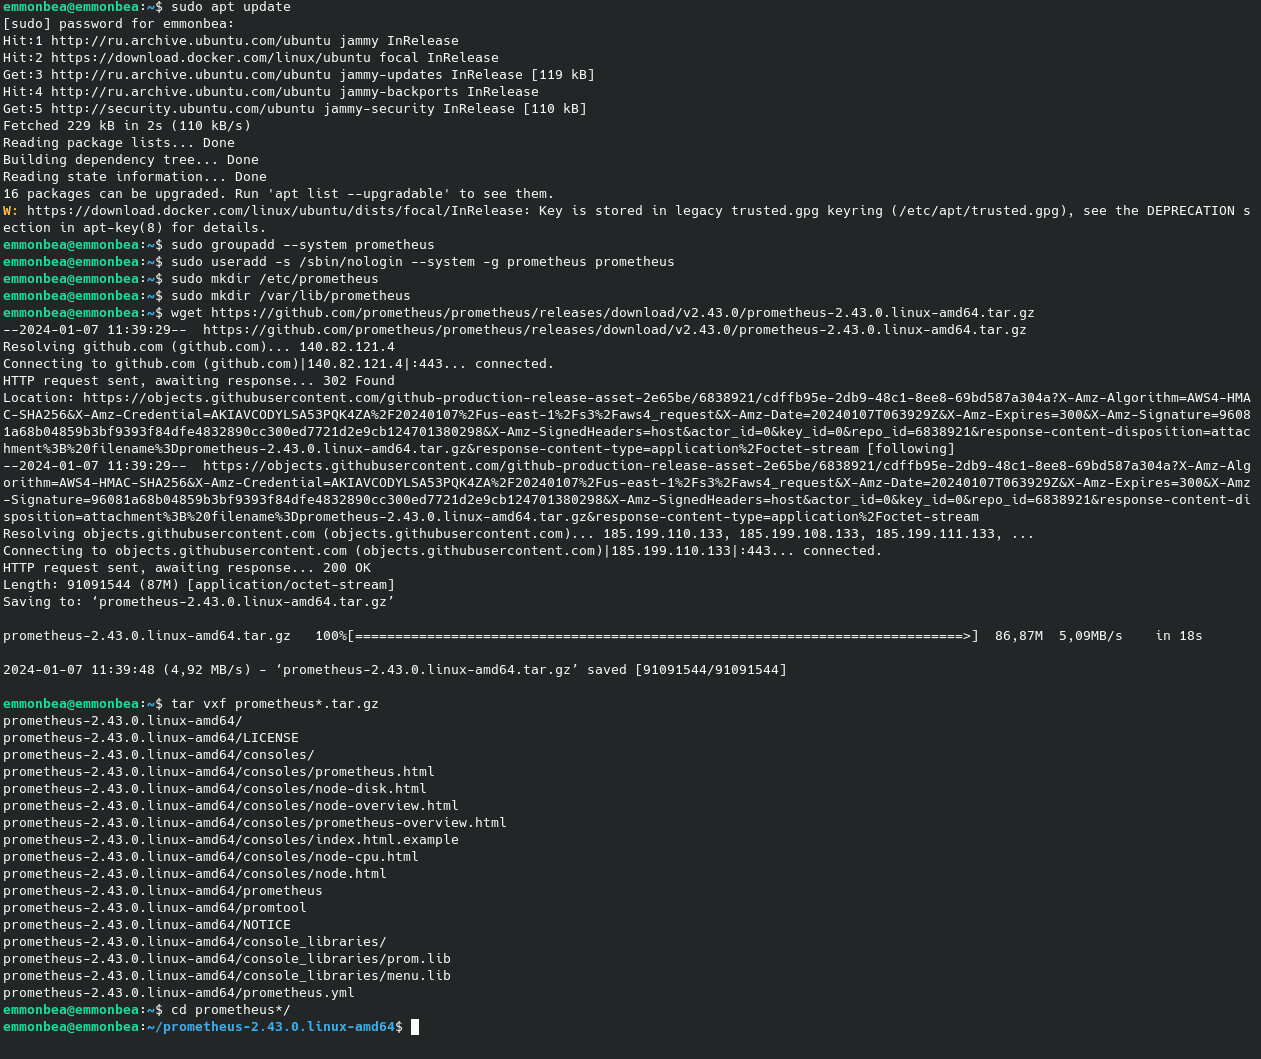 emmonbea@emmonbea:~$ sudo apt update
[sudo] password for emmonbea:
Hit:1 http://ru.archive.ubuntu.com/ubuntu jammy InRelease
Hit:2 https://download.docker.com/linux/ubuntu focal InRelease
Get:3 http://ru.archive.ubuntu.com/ubuntu jammy-updates InRelease [119 kB]
Hit:4 http://ru.archive.ubuntu.com/ubuntu jammy-backports InRelease
Get:5 http://security.ubuntu.com/ubuntu jammy-security InRelease [110 kB]
Fetched 229 kB in 2s (110 kB/s)
Reading package lists... Done
Building dependency tree... Done
Reading state information... Done
16 packages can be upgraded. Run 'apt list --upgradable' to see them.
W: https://download.docker.com/linux/ubuntu/dists/focal/InRelease: Key is stored in legacy trusted.gpg keyring (/etc/apt/trusted.gpg), see the DEPRECATION s
ection in apt-key(8) for details.
emmonbea@emmonbea:~$ sudo groupadd --system prometheus
emmonbea@emmonbea:~$ sudo useradd -s /sbin/nologin --system -g prometheus prometheus
emmonbea@emmonbea:~$ sudo mkdir /etc/prometheus
emmonbea@emmonbea:~$ sudo mkdir /var/lib/prometheus
emmonbea@emmonbea:~$ wget https://github.com/prometheus/prometheus/releases/download/v2.43.0/prometheus-2.43.0.linux-amd64.tar.gz
--2024-01-07 11:39:29--  https://github.com/prometheus/prometheus/releases/download/v2.43.0/prometheus-2.43.0.linux-amd64.tar.gz
Resolving github.com (github.com)... 140.82.121.4
Connecting to github.com (github.com)|140.82.121.4|:443... connected.
HTTP request sent, awaiting response... 302 Found
Location: https://objects.githubusercontent.com/github-production-release-asset-2e65be/6838921/cdffb95e-2db9-48c1-8ee8-69bd587a304a?X-Amz-Algorithm=AWS4-HMA
C-SHA256&X-Amz-Credential=AKIAVCODYLSA53PQK4ZA%2F20240107%2Fus-east-1%2Fs3%2Faws4_request&X-Amz-Date=20240107T063929Z&X-Amz-Expires=300&X-Amz-Signature=9608
1a68b04859b3bf9393f84dfe4832890cc300ed7721d2e9cb124701380298&X-Amz-SignedHeaders=host&actor_id=0&key_id=0&repo_id=6838921&response-content-disposition=attac
hment%3B%20filename%3Dprometheus-2.43.0.linux-amd64.tar.gz&response-content-type=application%2Foctet-stream [following]
--2024-01-07 11:39:29--  https://objects.githubusercontent.com/github-production-release-asset-2e65be/6838921/cdffb95e-2db9-48c1-8ee8-69bd587a304a?X-Amz-Alg
orithm=AWS4-HMAC-SHA256&X-Amz-Credential=AKIAVCODYLSA53PQK4ZA%2F20240107%2Fus-east-1%2Fs3%2Faws4_request&X-Amz-Date=20240107T063929Z&X-Amz-Expires=300&X-Amz
-Signature=96081a68b04859b3bf9393f84dfe4832890cc300ed7721d2e9cb124701380298&X-Amz-SignedHeaders=host&actor_id=0&key_id=0&repo_id=6838921&response-content-di
sposition=attachment%3B%20filename%3Dprometheus-2.43.0.linux-amd64.tar.gz&response-content-type=application%2Foctet-stream
Resolving objects.githubusercontent.com (objects.githubusercontent.com)... 185.199.110.133, 185.199.108.133, 185.199.111.133, ...
Connecting to objects.githubusercontent.com (objects.githubusercontent.com)|185.199.110.133|:443... connected.
HTTP request sent, awaiting response... 200 OK
Length: 91091544 (87M) [application/octet-stream]
Saving to: ‘prometheus-2.43.0.linux-amd64.tar.gz’
prometheus-2.43.0.linux-amd64.tar.gz   100%[============================================================================>]  86,87M  5,09MB/s    in 18s
2024-01-07 11:39:48 (4,92 MB/s) - ‘prometheus-2.43.0.linux-amd64.tar.gz’ saved [91091544/91091544]
emmonbea@emmonbea:~$ tar vxf prometheus*.tar.gz
prometheus-2.43.0.linux-amd64/
prometheus-2.43.0.linux-amd64/LICENSE
prometheus-2.43.0.linux-amd64/consoles/
prometheus-2.43.0.linux-amd64/consoles/prometheus.html
prometheus-2.43.0.linux-amd64/consoles/node-disk.html
prometheus-2.43.0.linux-amd64/consoles/node-overview.html
prometheus-2.43.0.linux-amd64/consoles/prometheus-overview.html
prometheus-2.43.0.linux-amd64/consoles/index.html.example
prometheus-2.43.0.linux-amd64/consoles/node-cpu.html
prometheus-2.43.0.linux-amd64/consoles/node.html
prometheus-2.43.0.linux-amd64/prometheus
prometheus-2.43.0.linux-amd64/promtool
prometheus-2.43.0.linux-amd64/NOTICE
prometheus-2.43.0.linux-amd64/console_libraries/
prometheus-2.43.0.linux-amd64/console_libraries/prom.lib
prometheus-2.43.0.linux-amd64/console_libraries/menu.lib
prometheus-2.43.0.linux-amd64/prometheus.yml
emmonbea@emmonbea:~$ cd prometheus*/
emmonbea@emmonbea:~/prometheus-2.43.0.linux-amd64$